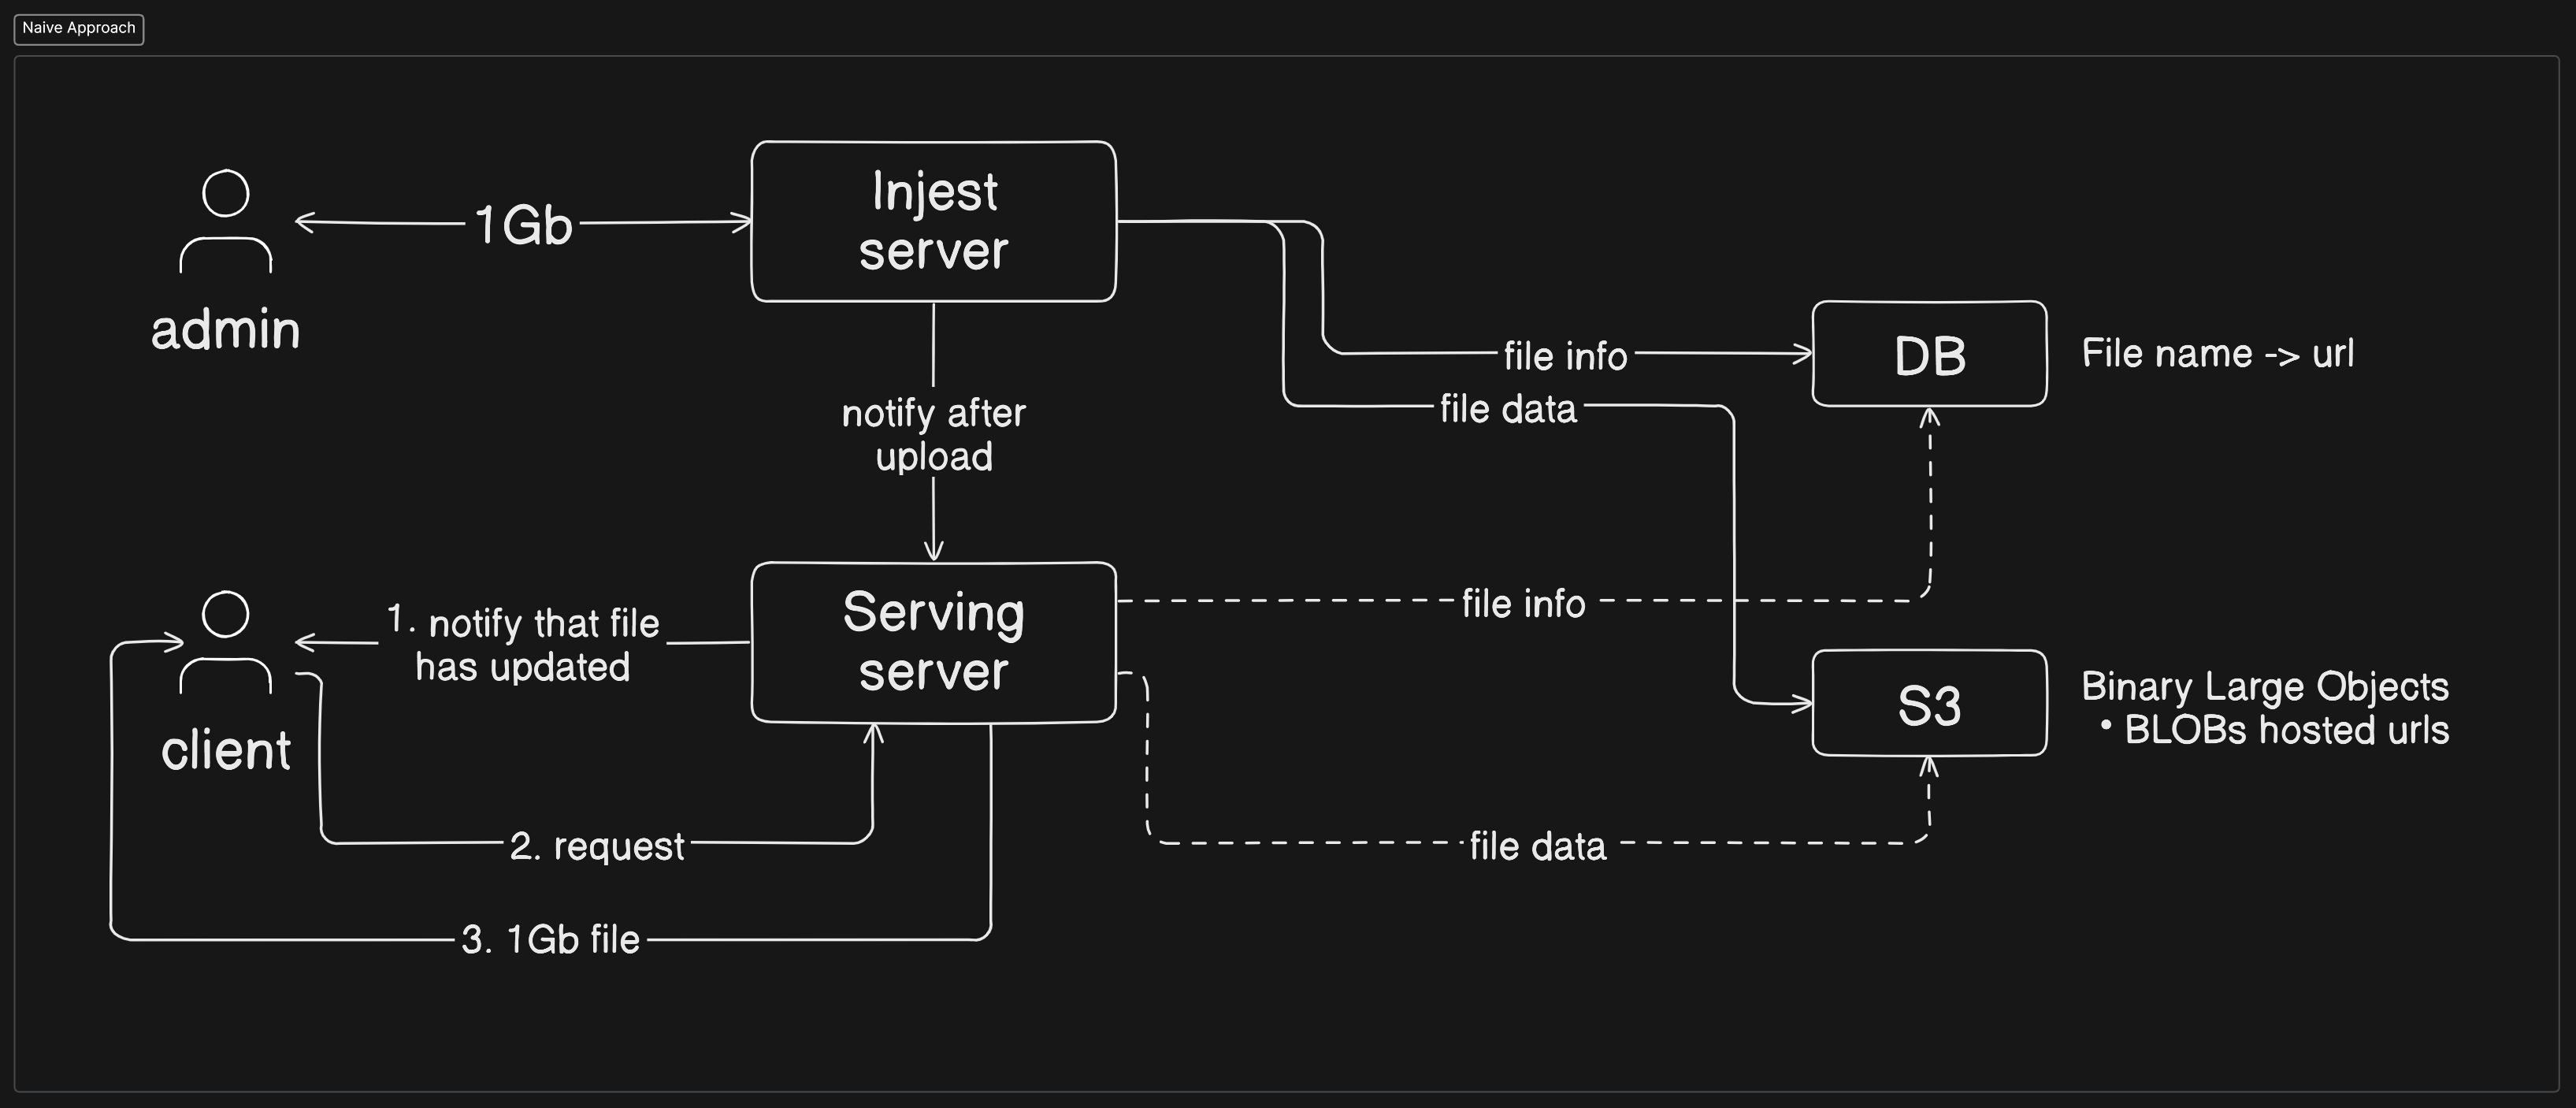 Naive Approach
1Gb
Injest
server
admin
file info
DB
File name -> url
file data
notify after
upload
Serving
server
1. notify that file
has updated
client
file info
S3
Binary Large Objects
• BLOBs hosted urls
2. request
file data
3. 1Gb file